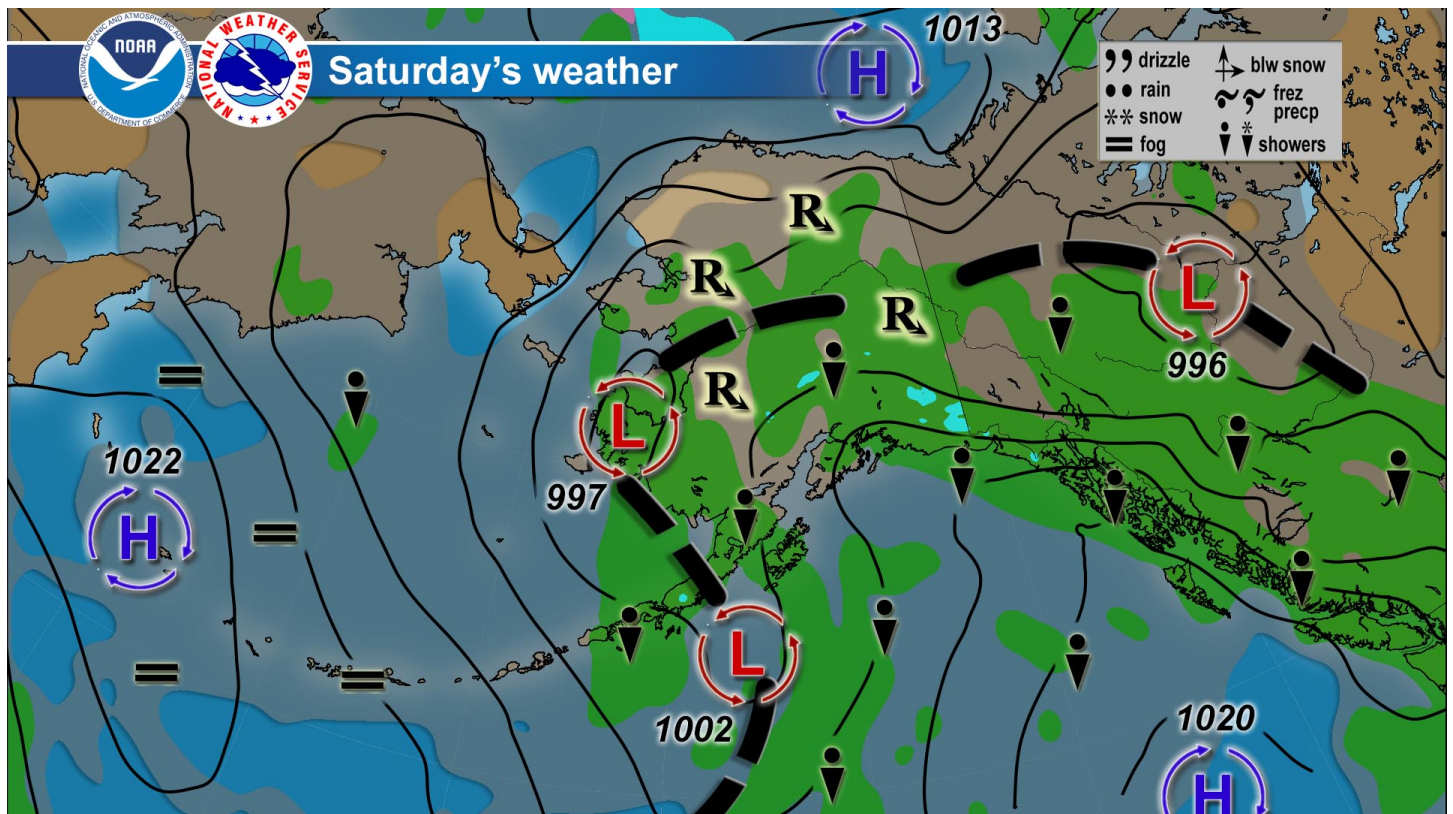 NATIONAL OCEANIC AND ATMOSPHERIC ADMINISTRATION
NOAA
U.S. DEPARTMENT OF COMMERCE
NATIONAL WEATHER SERVICE
Saturday's weather
H
1013
drizzle
rain
snow
fog
blw snow
frez
precp
showers
R
R
R
R
L
996
L
997
1022
H
L
1002
1020
H